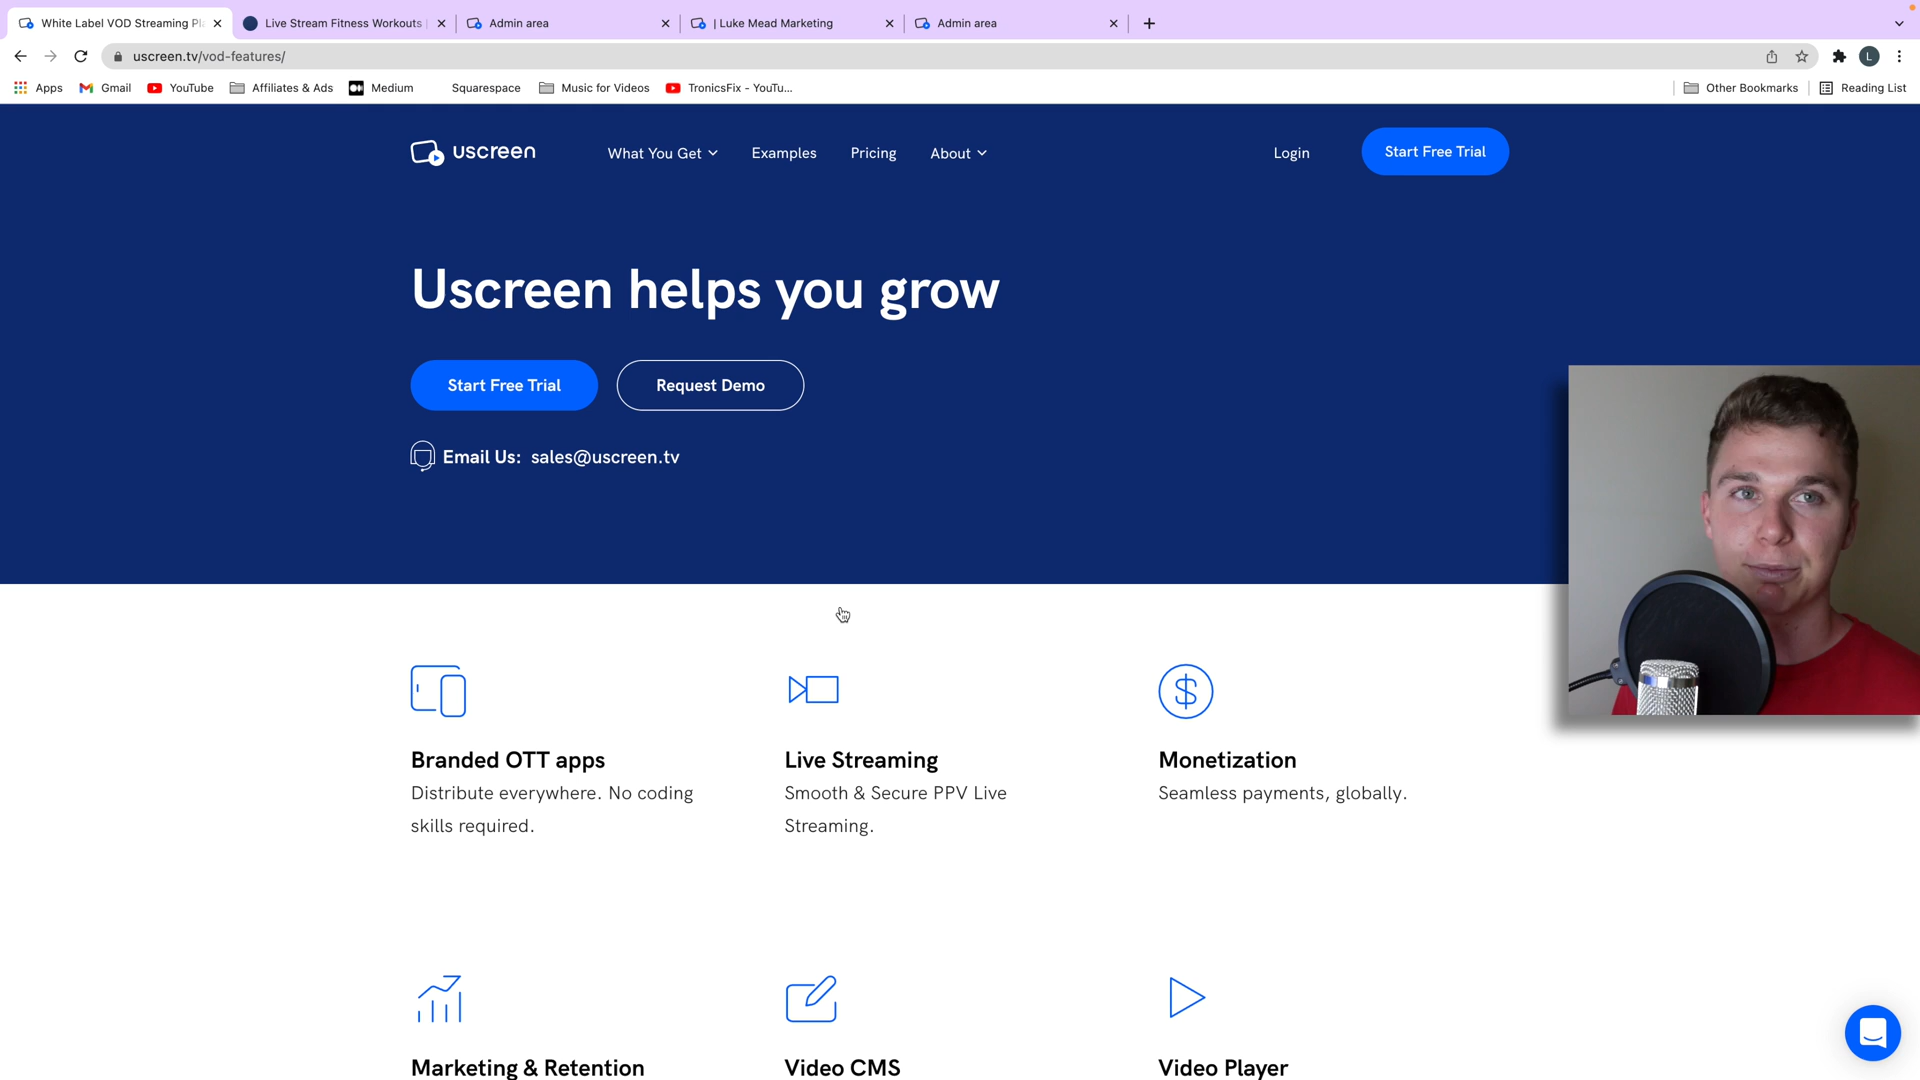 White Label VOD Streaming Pla
Live Stream Fitness Workouts |
Admin area
| Luke Mead Marketing
Admin area
uscreen.tv/vod-features/
L
Apps
Gmail
YouTube
Affiliates & Ads
Medium
Squarespace
Music for Videos
TronicsFix - YouTu...
Other Bookmarks
Reading List
uscreen
What You Get
Examples
Pricing
About
Login
Start Free Trial
Uscreen helps you grow
Start Free Trial
Request Demo
Email Us: sales@uscreen.tv
Branded OTT apps
Distribute everywhere. No coding
skills required.
Live Streaming
Smooth & Secure PPV Live
Streaming.
Monetization
Seamless payments, globally.
Marketing & Retention
Video CMS
Video Player